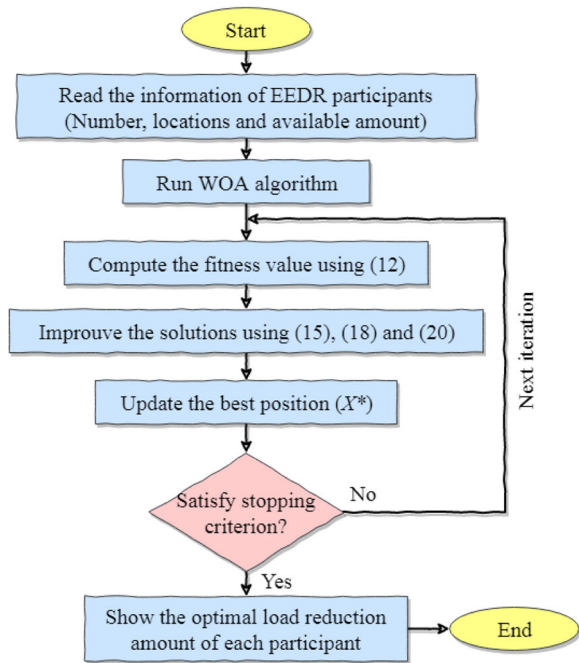 Start
Read the information of EEDR participants
(Number, locations and available amount)
Run WOA algorithm
Compute the fitness value using (12)
Improuve the solutions using (15), (18) and (20)
Update the best position (X*)
Satisfy stopping
criterion?
No
Next iteration
Yes
Show the optimal load reduction
amount of each participant
End